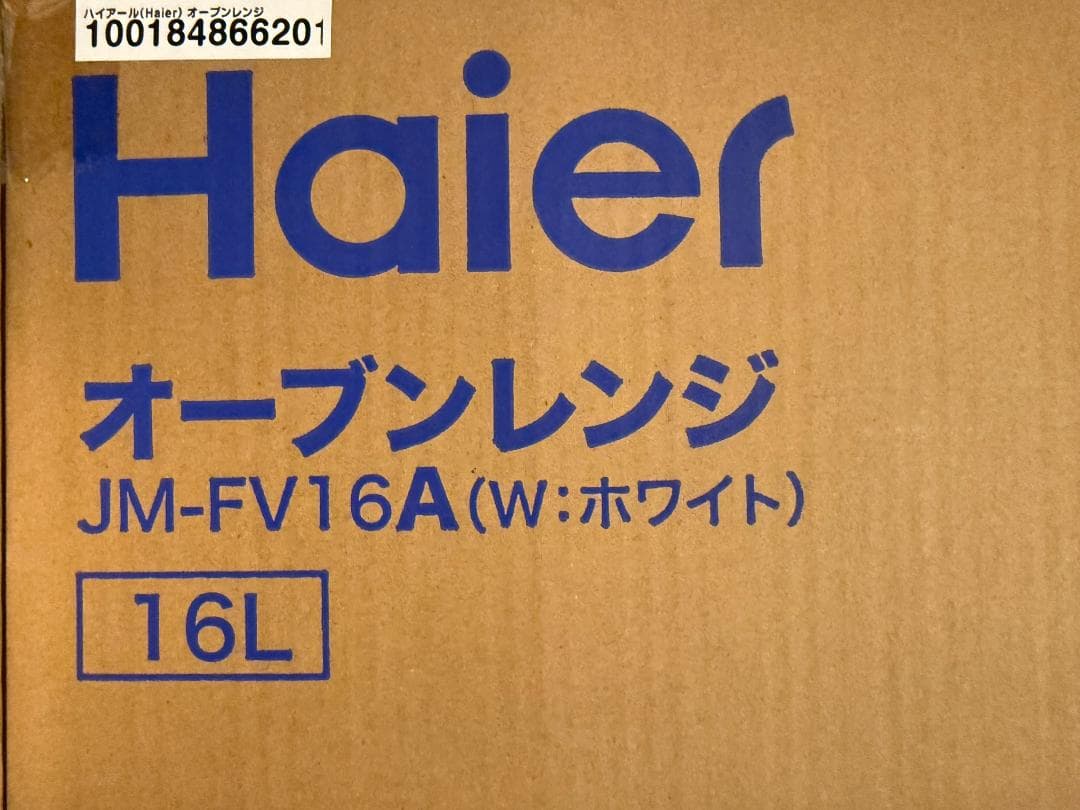 ハイアール(Haier) オーブンレンジ
100184866201
Haier
オーブンレンジ
JM-FV16A(W:ホワイト)
16L